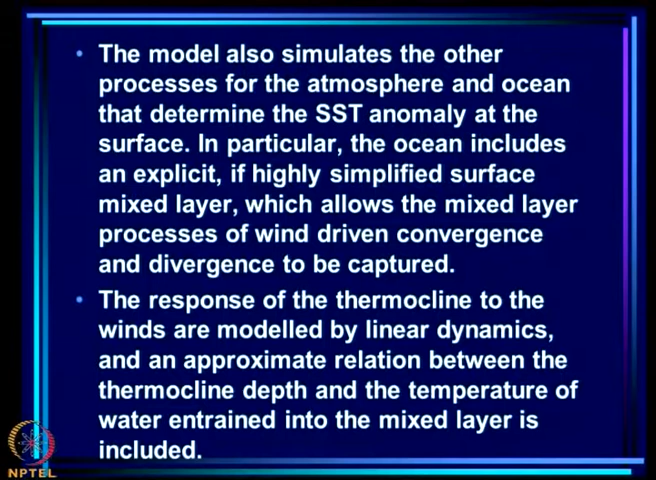 • The model also simulates the other
processes for the atmosphere and ocean
that determine the SST anomaly at the
surface. In particular, the ocean includes
an explicit, if highly simplified surface
mixed layer, which allows the mixed layer
processes of wind driven convergence
and divergence to be captured.
• The response of the thermocline to the
winds are modelled by linear dynamics,
and an approximate relation between the
thermocline depth and the temperature of
water entrained into the mixed layer is
included.
NPTEL